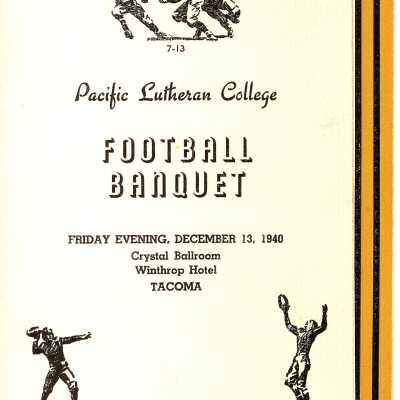 7-13
Pacific Lutheran College
FOOTBALL
BANQUET
FRIDAY EVENING, DECEMBER 13, 1940
Crystal Ballroom
Winthrop Hotel
TACOMA